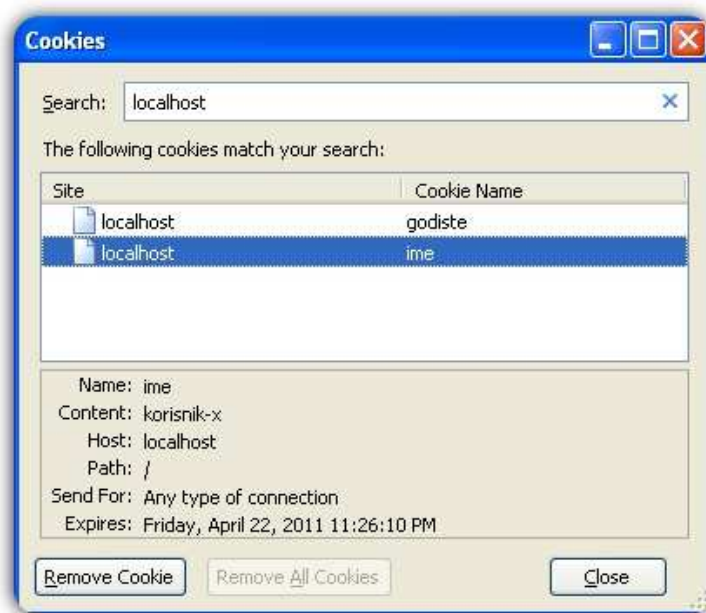 Cookies
Search: localhost
The following cookies match your search:
Site Cookie Name
localhost godiste
localhost ime
Name: ime
Content: korisnik-x
Host: localhost
Path: /
Send For: Any type of connection
Expires: Friday, April 22, 2011 11:26:10 PM
Remove Cookie Remove All Cookies Close